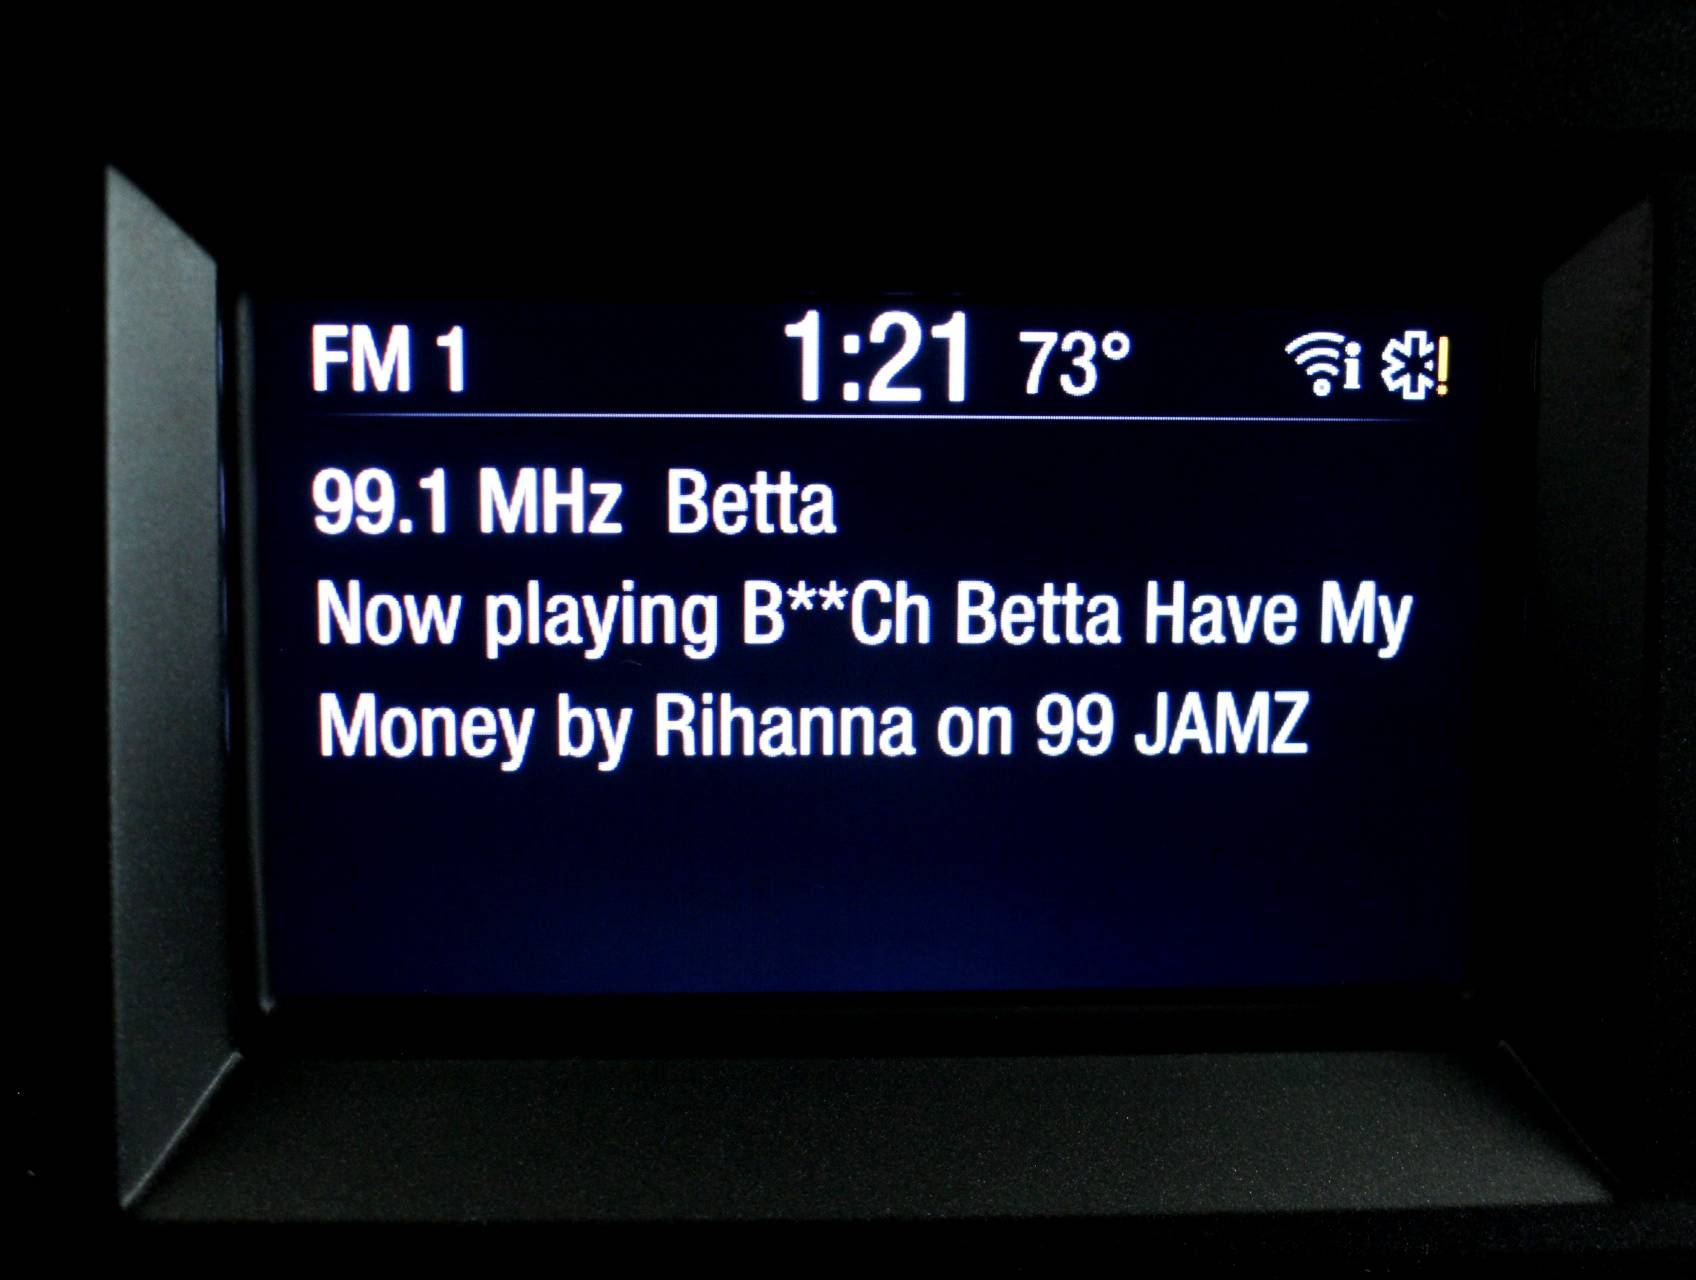 FM 1 1:21 73° i !
99.1 MHz Betta
Now playing B**Ch Betta Have My
Money by Rihanna on 99 JAMZ